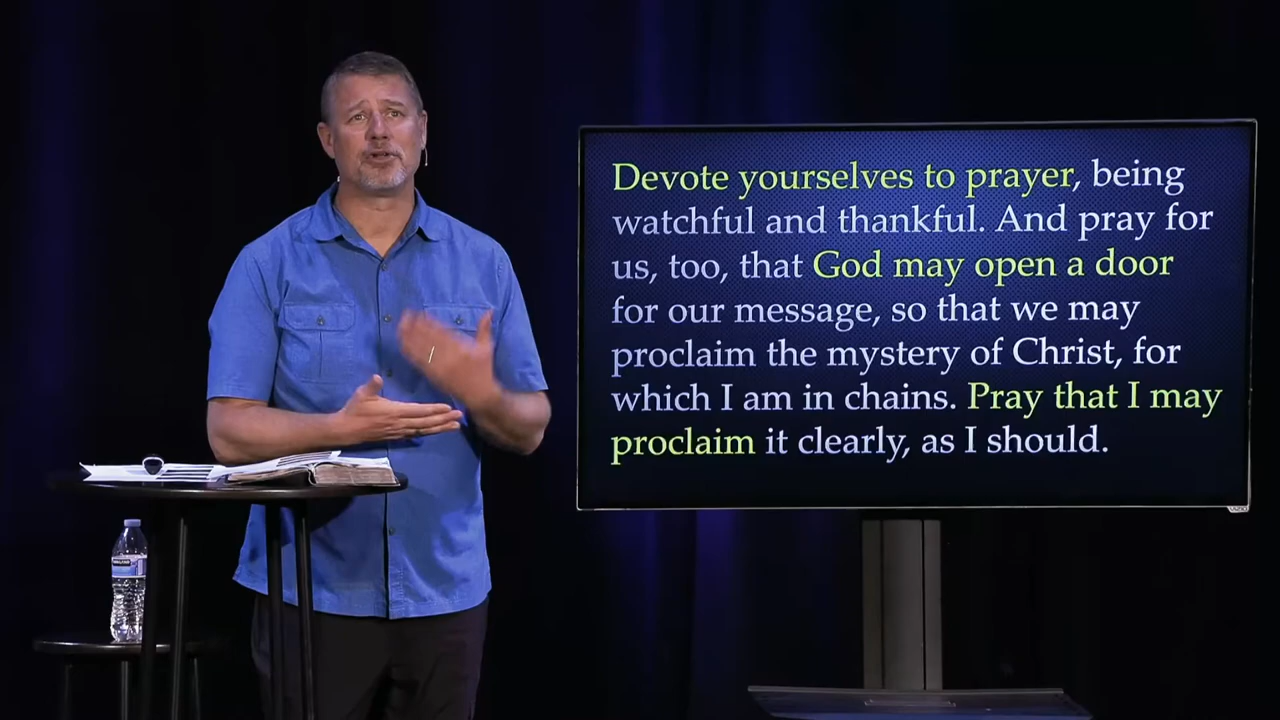 Devote yourselves to prayer, being
watchful and thankful. And pray for
us, too, that God may open a door
for our message, so that we may
proclaim the mystery of Christ, for
which I am in chains. Pray that I may
proclaim it clearly, as I should.